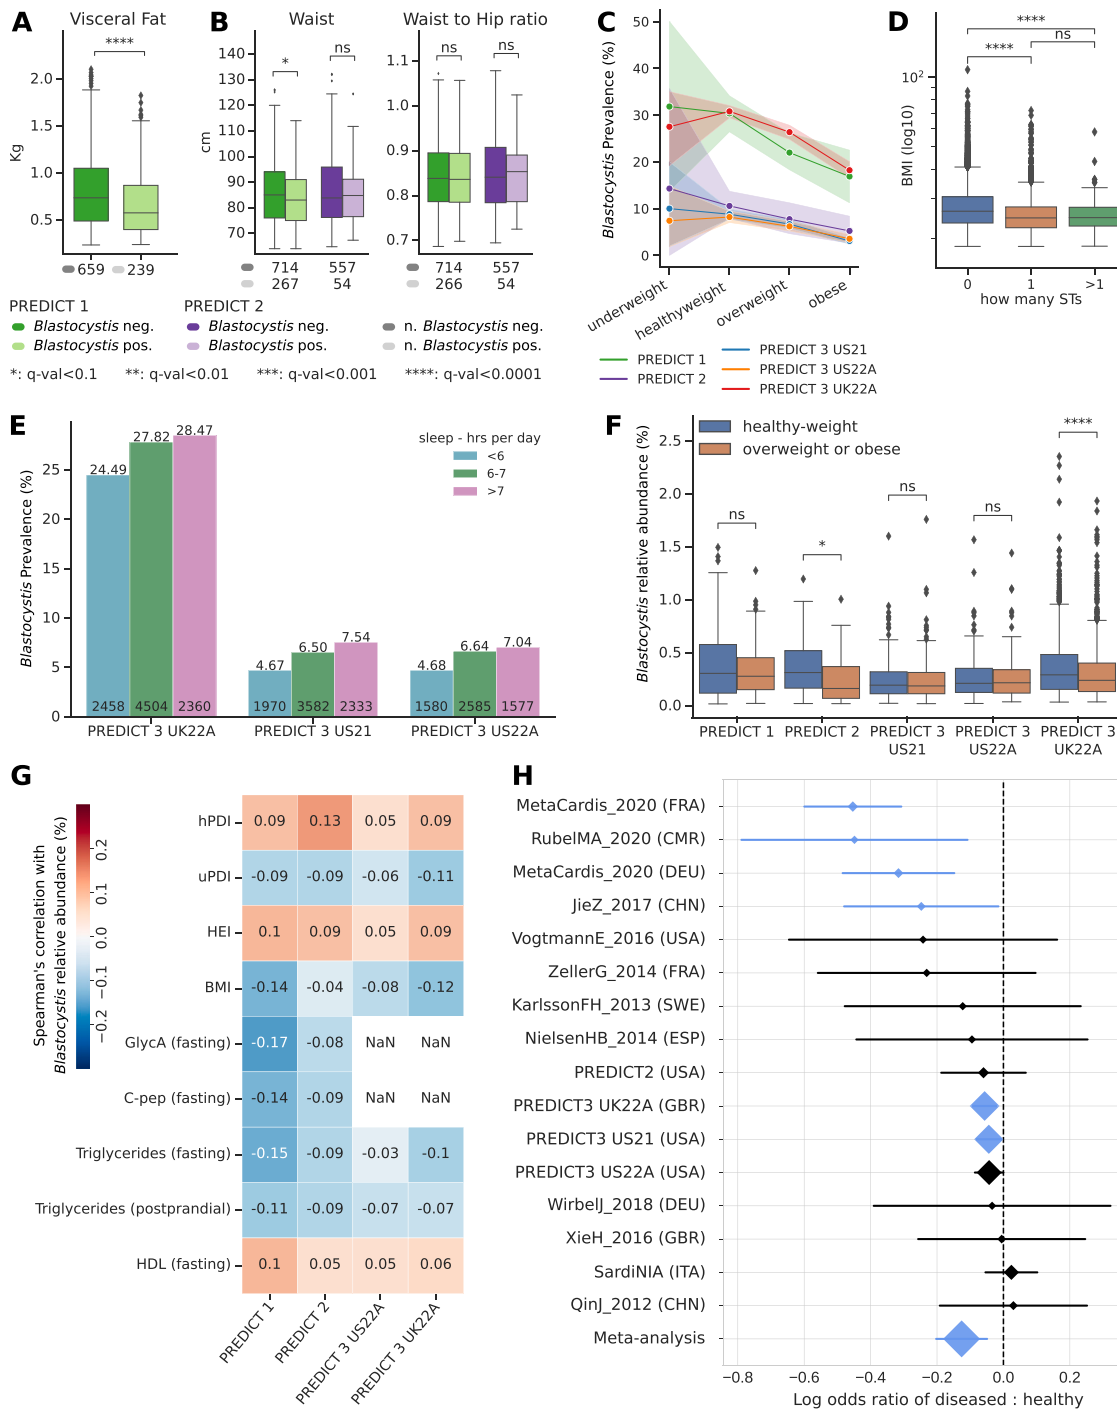 A
Visceral Fat
****
Kg
2.0
1.5
1.0
0.5
659
239
B
Waist
*
ns
cm
140
130
120
110
100
90
80
70
714
557
267
54
Waist to Hip ratio
ns
ns
1.1
1.0
0.9
0.8
0.7
714
557
266
54
PREDICT 1
Blastocystis neg.
Blastocystis pos.
PREDICT 2
Blastocystis neg.
Blastocystis pos.
n. Blastocystis neg.
n. Blastocystis pos.
*: q-val<0.1
**: q-val<0.01
***: q-val<0.001
****: q-val<0.0001
C
Blastocystis Prevalence (%)
50
40
30
20
10
0
underweight
healthyweight
overweight
obese
PREDICT 1
PREDICT 2
PREDICT 3 US21
PREDICT 3 US22A
PREDICT 3 UK22A
D
****
****
ns
BMI (log10)
10²
0
1
>1
how many STs
E
Blastocystis Prevalence (%)
25
20
15
10
5
0
24.49
27.82
28.47
4.67
6.50
7.54
4.68
6.64
7.04
2458
4504
2360
1970
3582
2333
1580
2585
1577
PREDICT 3 UK22A
PREDICT 3 US21
PREDICT 3 US22A
sleep - hrs per day
<6
6-7
>7
F
healthy-weight
overweight or obese
Blastocystis relative abundance (%)
2.5
2.0
1.5
1.0
0.5
0.0
ns
*
ns
ns
****
PREDICT 1
PREDICT 2
PREDICT 3
US21
PREDICT 3
US22A
PREDICT 3
UK22A
G
Spearman's correlation with
Blastocystis relative abundance (%)
0.2
0.1
0.0
−0.1
−0.2
hPDI
0.09
0.13
0.05
0.09
uPDI
-0.09
-0.09
-0.06
-0.11
HEI
0.1
0.09
0.05
0.09
BMI
-0.14
-0.04
-0.08
-0.12
GlycA (fasting)
-0.17
-0.08
NaN
NaN
C-pep (fasting)
-0.14
-0.09
NaN
NaN
Triglycerides (fasting)
-0.15
-0.09
-0.03
-0.1
Triglycerides (postprandial)
-0.11
-0.09
-0.07
-0.07
HDL (fasting)
0.1
0.05
0.05
0.06
PREDICT 1
PREDICT 2
PREDICT 3 US22A
PREDICT 3 UK22A
H
MetaCardis_2020 (FRA)
RubelMA_2020 (CMR)
MetaCardis_2020 (DEU)
JieZ_2017 (CHN)
VogtmannE_2016 (USA)
ZellerG_2014 (FRA)
KarlssonFH_2013 (SWE)
NielsenHB_2014 (ESP)
PREDICT2 (USA)
PREDICT3 UK22A (GBR)
PREDICT3 US21 (USA)
PREDICT3 US22A (USA)
WirbelJ_2018 (DEU)
XieH_2016 (GBR)
SardiNIA (ITA)
QinJ_2012 (CHN)
Meta-analysis
−0.8
−0.6
−0.4
−0.2
0.0
0.2
Log odds ratio of diseased : healthy